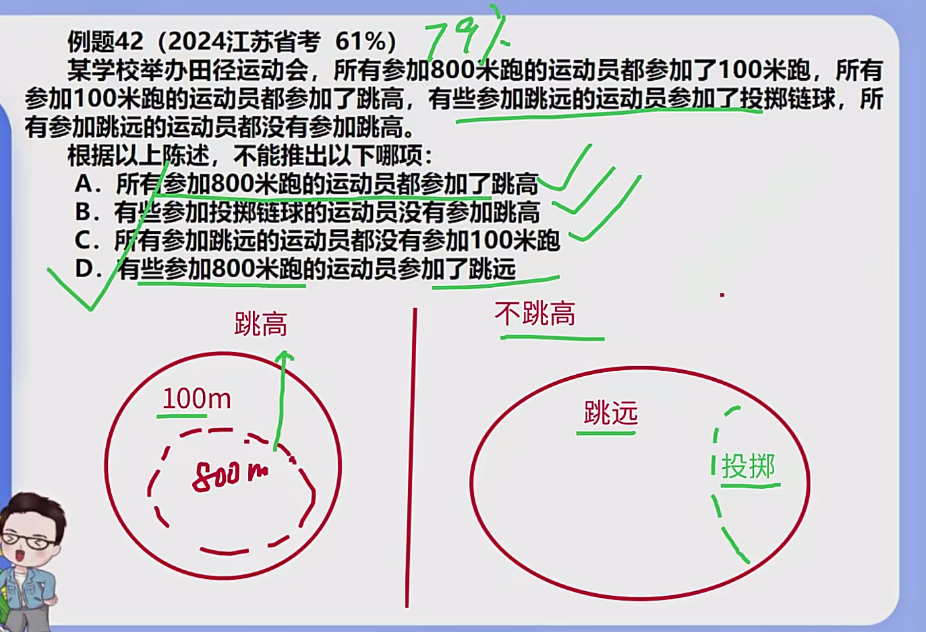 例题42（2024江苏省考 61%） 79%
某学校举办田径运动会，所有参加800米跑的运动员都参加了100米跑，所有
参加100米跑的运动员都参加了跳高，有些参加跳远的运动员参加了投掷链球，所
有参加跳远的运动员都没有参加跳高。
根据以上陈述，不能推出以下哪项：
A．所有参加800米跑的运动员都参加了跳高
B．有些参加投掷链球的运动员没有参加跳高
C．所有参加跳远的运动员都没有参加100米跑
D．有些参加800米跑的运动员参加了跳远
跳高
不跳高
100m
跳远
800m
投掷